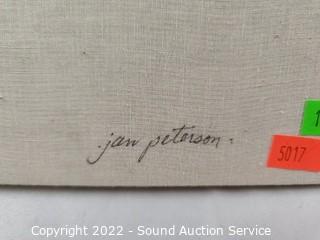 jan peterson
5017
Copyright 2022 - Sound Auction Service